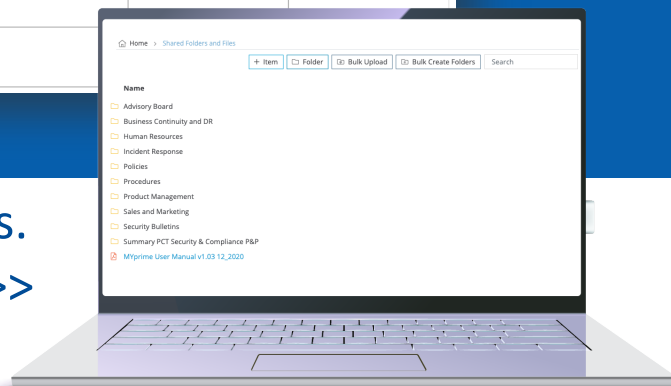 Home > Shared Folders and Files
+ Item Folder Bulk Upload Bulk Create Folders Search
Name
Advisory Board
Business Continuity and DR
Human Resources
Incident Response
Policies
Procedures
Product Management
s.
Sales and Marketing
Security Bulletins
Summary PCT Security & Compliance P&P
MYprime User Manual v1.03 12_2020
>>